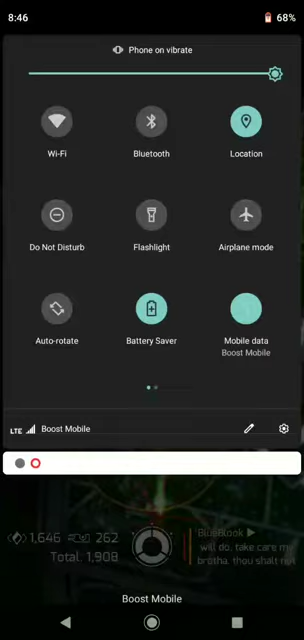 8:46
68%
Phone on vibrate
Wi-Fi
Bluetooth
Location
Do Not Disturb
Flashlight
Airplane mode
Auto-rotate
Battery Saver
Mobile data
Boost Mobile
LTE
Boost Mobile
1,646
262
Total: 1,908
BlueBlook
will do. take care m
brotha. thou shalt not
Boost Mobile